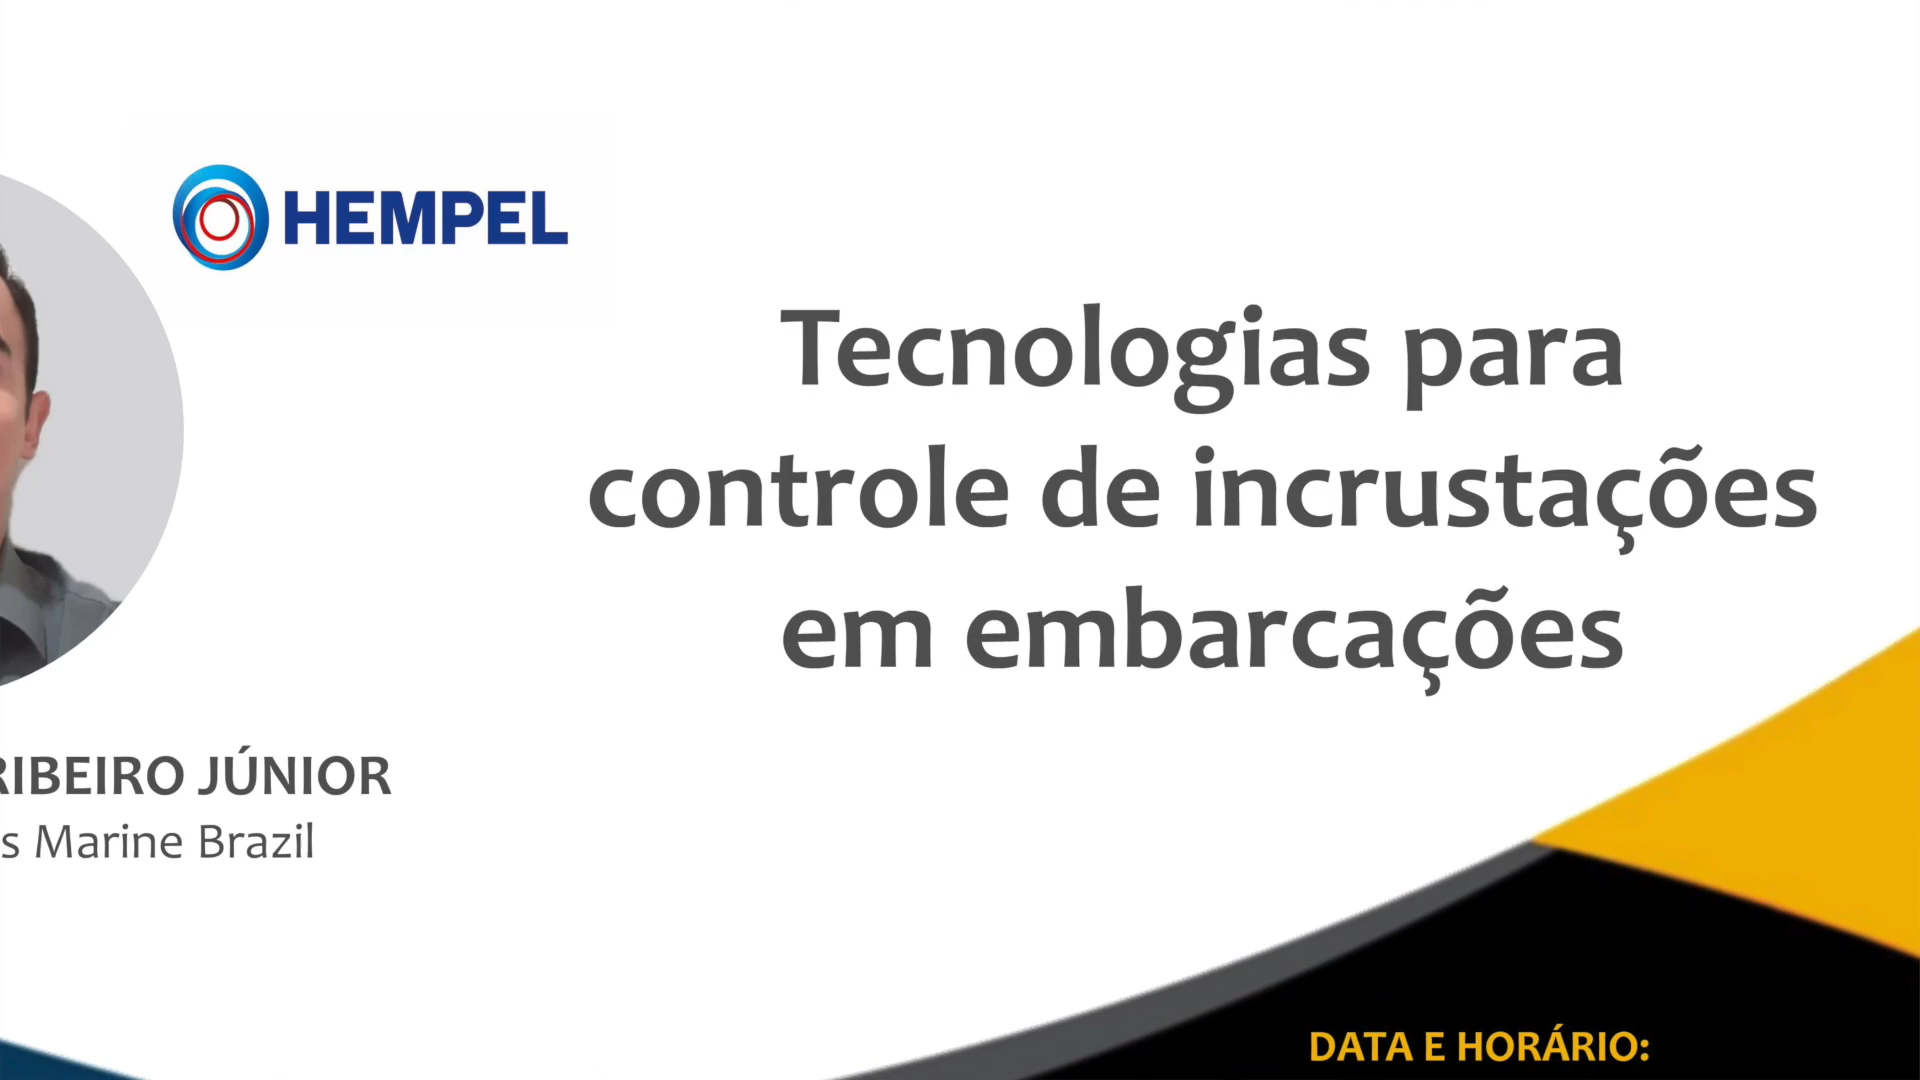 HEMPEL
Tecnologias para
controle de incrustações
em embarcações
RIBEIRO JÚNIOR
s Marine Brazil
DATA E HORÁRIO: